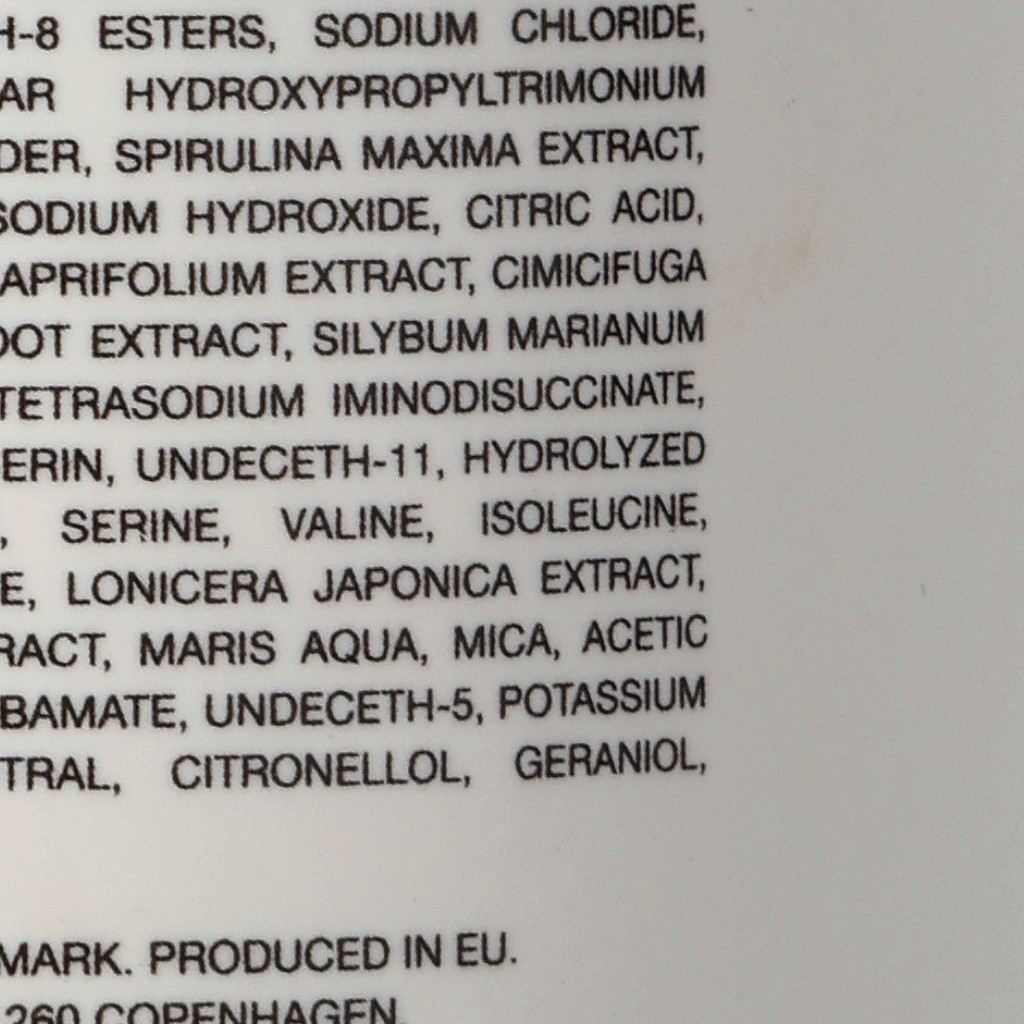 H-8 ESTERS, SODIUM CHLORIDE,
AR HYDROXYPROPYLTRIMONIUM
DER, SPIRULINA MAXIMA EXTRACT,
SODIUM HYDROXIDE, CITRIC ACID,
APRIFOLIUM EXTRACT, CIMICIFUGA
OOT EXTRACT, SILYBUM MARIANUM
TETRASODIUM IMINODISUCCINATE,
ERIN, UNDECETH-11, HYDROLYZED
, SERINE, VALINE, ISOLEUCINE,
E, LONICERA JAPONICA EXTRACT,
RACT, MARIS AQUA, MICA, ACETIC
BAMATE, UNDECETH-5, POTASSIUM
TRAL, CITRONELLOL, GERANIOL,
MARK. PRODUCED IN EU.
260 COPENHAGEN.